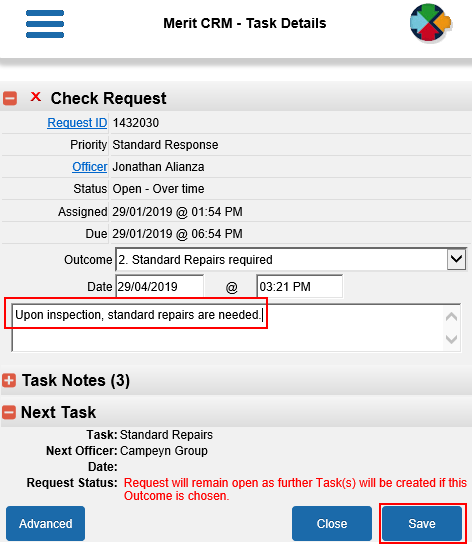 Merit CRM - Task Details
X Check Request
Request ID 1432030
Priority Standard Response
Officer Jonathan Alianza
Status Open - Over time
Assigned 29/01/2019 @ 01:54 PM
Due 29/01/2019 @ 06:54 PM
Outcome 2. Standard Repairs required
Date 29/04/2019 @ 03:21 PM
Upon inspection, standard repairs are needed.
Task Notes (3)
Next Task
Task: Standard Repairs
Next Officer: Campeyn Group
Date:
Request Status: Request will remain open as further Task(s) will be created if this
Outcome is chosen.
Advanced Close Save